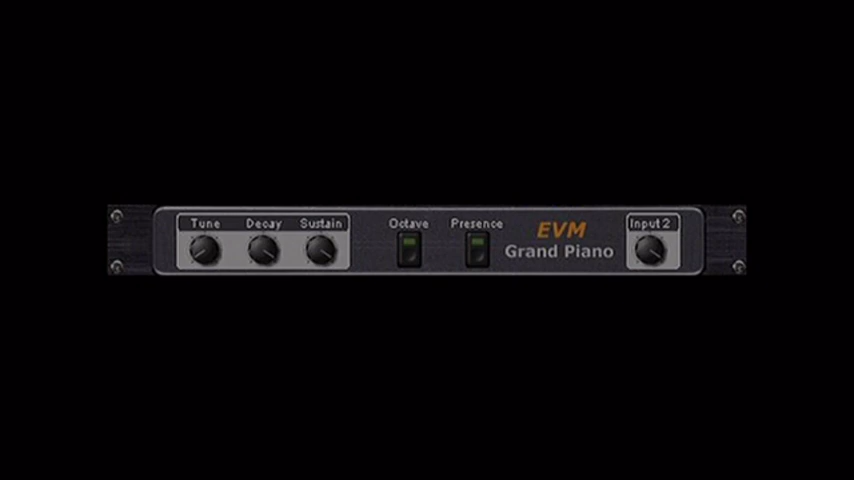 Tune Decay Sustain
Octave
Presence
EVM
Grand Piano
Input 2